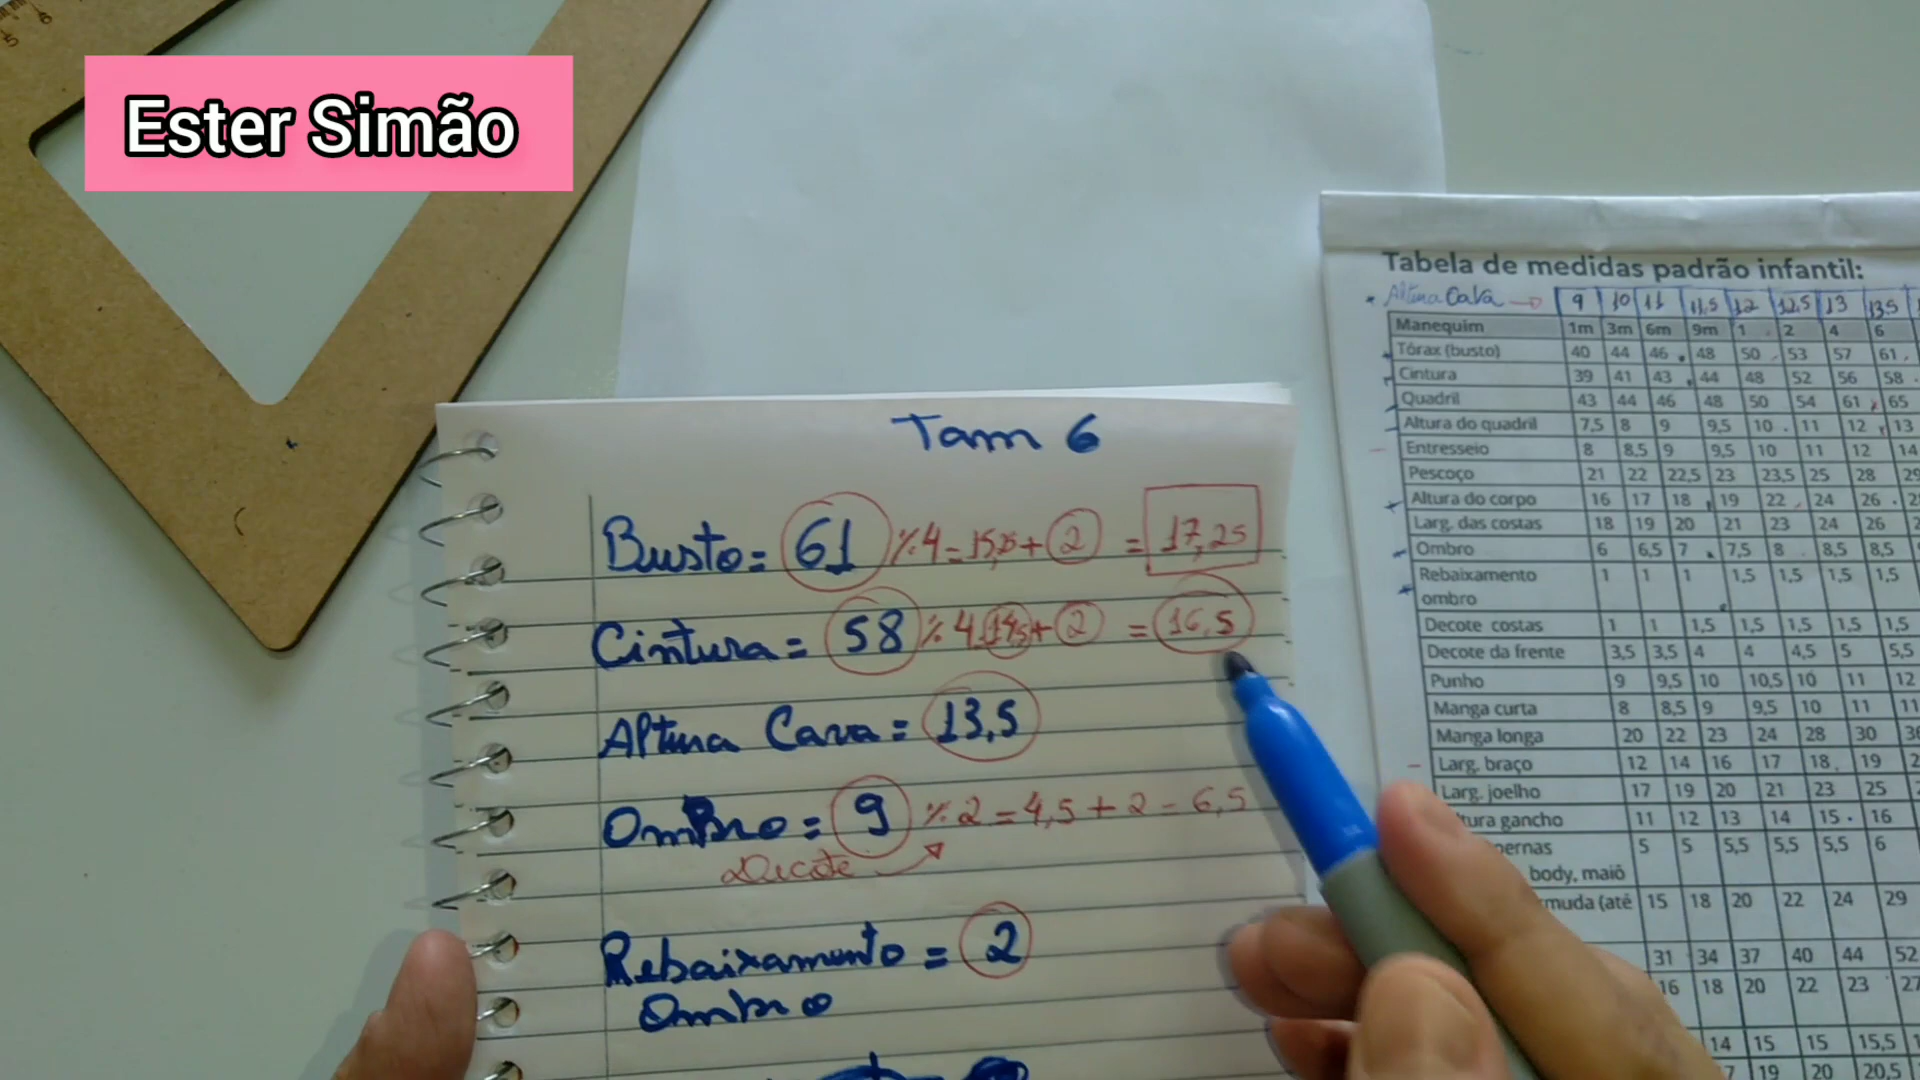 Ester Simão
Tam 6
Busto = 61 ٪ 4 = 15,25 + 2 = 17,25
Cintura = 58 ٪ 4 = 14,5 + 2 = 16,5
Altura Cava = 13,5
Ombro = 9 ٪ 2 = 4,5 + 2 = 6,5
Decote
Rebaixamento = 2
Ombro
Tabela de medidas padrão infantil:
Altura Cava 9 10 11 11,5 12 12,5 13 13,5
Manequim 1m 3m 6m 9m 1 2 4 6
Tórax (busto) 40 44 46 48 50 53 57 61
Cintura 39 41 43 44 48 52 56 58
Quadril 43 44 46 48 50 54 61 65
Altura do quadril 7,5 8 9 9,5 10 11 12 13
Entresseio 8 8,5 9 9,5 10 11 12 14
Pescoço 21 22 22,5 23 23,5 25 28
Altura do corpo 16 17 18 19 22 24 26
Larg. das costas 18 19 20 21 23 24 26
Ombro 6 6,5 7 7,5 8 8,5 8,5
Rebaixamento 1 1 1 1,5 1,5 1,5 1,5
ombro
Decote costas 1 1 1,5 1,5 1,5 1,5 1,5
Decote da frente 3,5 3,5 4 4 4,5 5 5,5
Punho 9 9,5 10 10,5 10 11 12
Manga curta 8 8,5 9 9,5 10 11 11
Manga longa 20 22 23 24 28 30
Larg. braço 12 14 16 17 18 19
Larg. joelho 17 19 20 21 23 25
tura gancho 11 12 13 14 15 16
pernas 5 5 5,5 5,5 5,5 6
body, maiô
muda (até 15 18 20 22 24 29
31 34 37 40 44 52
16 18 20 22 23
14 15 15 15,5
19 20 20,5